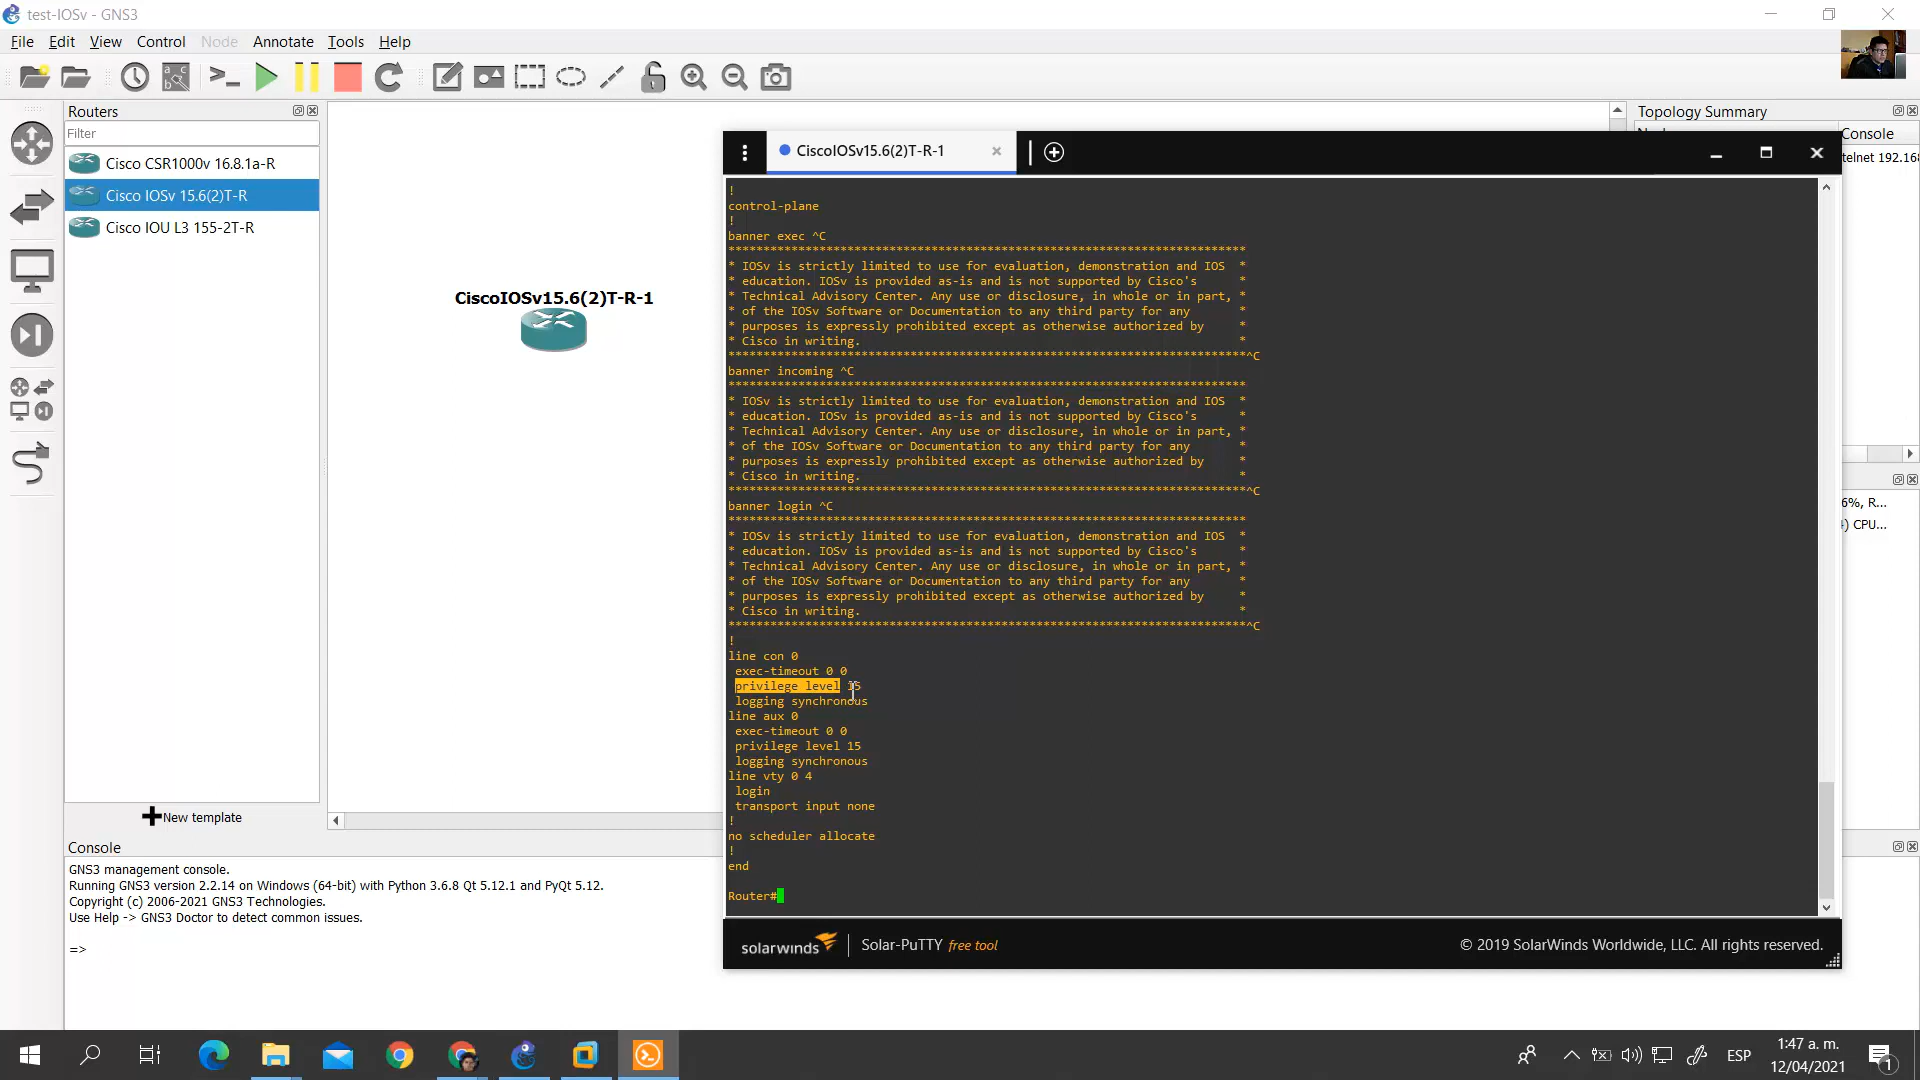 test-IOSv - GNS3
File Edit View Control Node Annotate Tools Help
Routers
Filter
Cisco CSR1000v 16.8.1a-R
Cisco IOSv 15.6(2)T-R
Cisco IOU L3 155-2T-R
New template
CiscoIOSv15.6(2)T-R-1
Topology Summary
Console
telnet 192.168
6%, R...
CPU...
CiscoIOSv15.6(2)T-R-1
!
control-plane
!
banner exec ^C
**************************************************************************
* IOSv is strictly limited to use for evaluation, demonstration and IOS  *
* education. IOSv is provided as-is and is not supported by Cisco's      *
* Technical Advisory Center. Any use or disclosure, in whole or in part, *
* of the IOSv Software or Documentation to any third party for any       *
* purposes is expressly prohibited except as otherwise authorized by     *
* Cisco in writing.                                                      *
**************************************************************************^C
banner incoming ^C
**************************************************************************
* IOSv is strictly limited to use for evaluation, demonstration and IOS  *
* education. IOSv is provided as-is and is not supported by Cisco's      *
* Technical Advisory Center. Any use or disclosure, in whole or in part, *
* of the IOSv Software or Documentation to any third party for any       *
* purposes is expressly prohibited except as otherwise authorized by     *
* Cisco in writing.                                                      *
**************************************************************************^C
banner login ^C
**************************************************************************
* IOSv is strictly limited to use for evaluation, demonstration and IOS  *
* education. IOSv is provided as-is and is not supported by Cisco's      *
* Technical Advisory Center. Any use or disclosure, in whole or in part, *
* of the IOSv Software or Documentation to any third party for any       *
* purposes is expressly prohibited except as otherwise authorized by     *
* Cisco in writing.                                                      *
**************************************************************************^C
!
line con 0
exec-timeout 0 0
privilege level 15
logging synchronous
line aux 0
exec-timeout 0 0
privilege level 15
logging synchronous
line vty 0 4
login
transport input none
!
no scheduler allocate
!
end
Router#
solarwinds Solar-PuTTY free tool
© 2019 SolarWinds Worldwide, LLC. All rights reserved.
Console
GNS3 management console.
Running GNS3 version 2.2.14 on Windows (64-bit) with Python 3.6.8 Qt 5.12.1 and PyQt 5.12.
Copyright (c) 2006-2021 GNS3 Technologies.
Use Help -> GNS3 Doctor to detect common issues.
=>
ESP
1:47 a. m.
12/04/2021
1